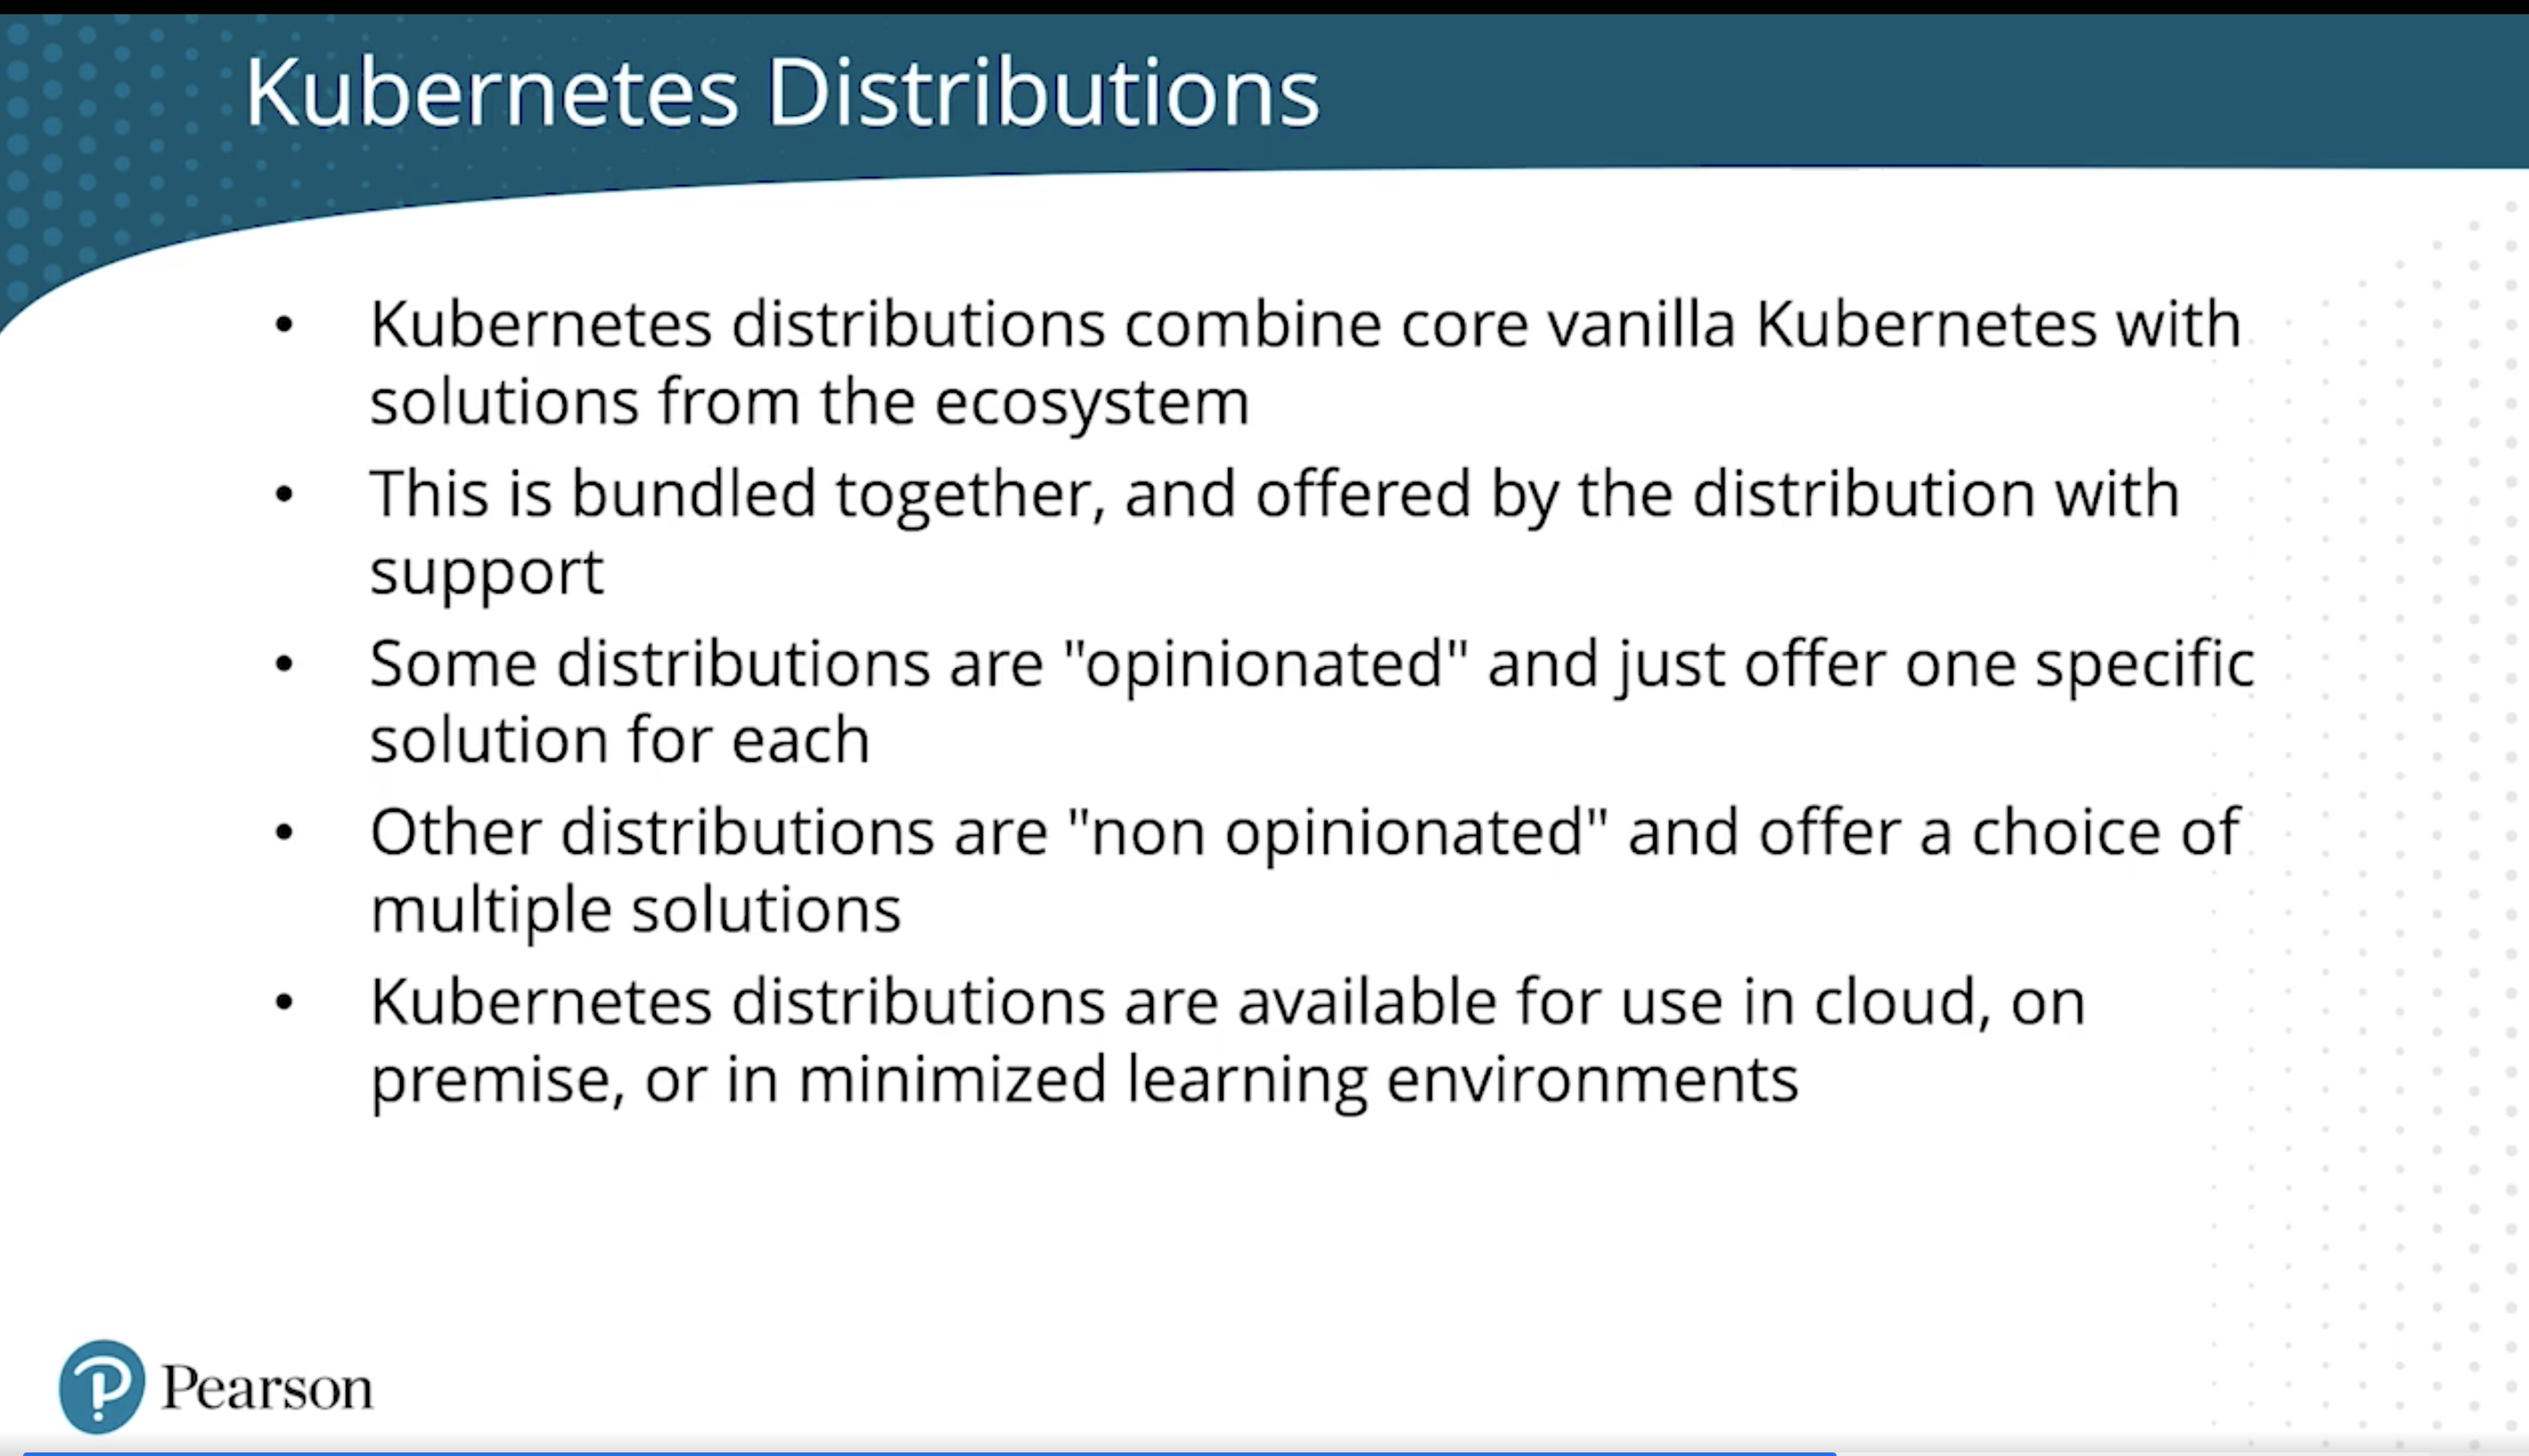 Kubernetes Distributions
• Kubernetes distributions combine core vanilla Kubernetes with
solutions from the ecosystem
• This is bundled together, and offered by the distribution with
support
• Some distributions are "opinionated" and just offer one specific
solution for each
• Other distributions are "non opinionated" and offer a choice of
multiple solutions
• Kubernetes distributions are available for use in cloud, on
premise, or in minimized learning environments
Pearson